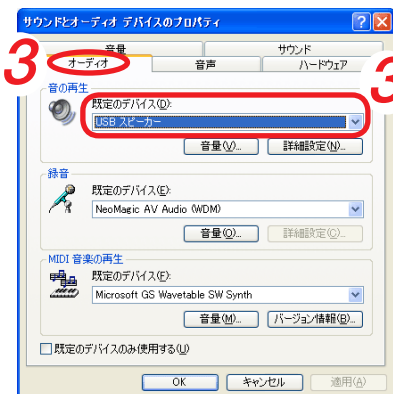 サウンドとオーディオ デバイスのプロパティ
音量
サウンド
オーディオ
音声
ハードウェア
3
3
音の再生
既定のデバイス(D):
USB スピーカー
音量(V)...
詳細設定(N)...
録音
既定のデバイス(E):
NeoMagic AV Audio (WDM)
音量(O)...
詳細設定(C)...
MIDI 音楽の再生
既定のデバイス(F):
Microsoft GS Wavetable SW Synth
音量(M)...
バージョン情報(B)...
既定のデバイスのみ使用する(U)
OK
キャンセル
適用(A)